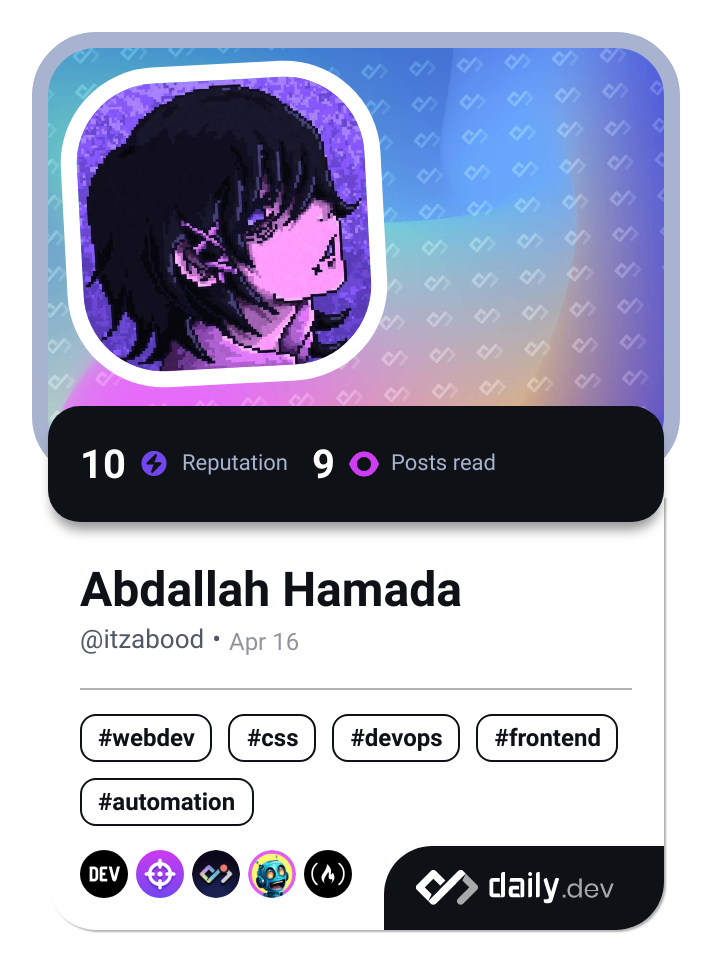 10 Reputation 9 Posts read
Abdallah Hamada
@itzabood • Apr 16
#webdev #css #devops #frontend
#automation
DEV
daily.dev